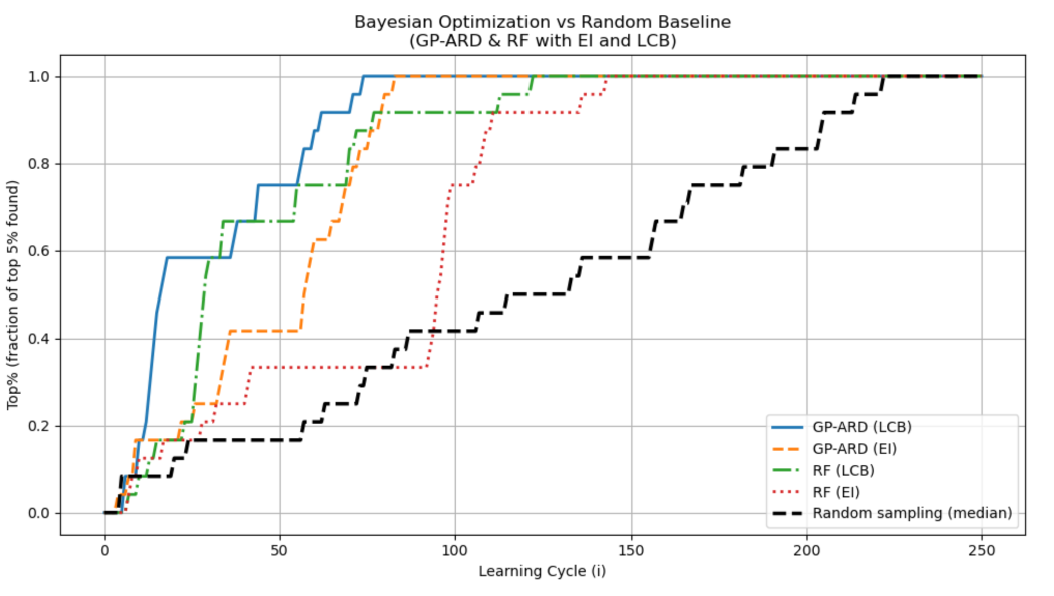 Bayesian Optimization vs Random Baseline
(GP-ARD & RF with EI and LCB)
Top% (fraction of top 5% found)
1.0
0.8
0.6
0.4
0.2
0.0
GP-ARD (LCB)
GP-ARD (EI)
RF (LCB)
RF (EI)
Random sampling (median)
0 50 100 150 200 250
Learning Cycle (i)